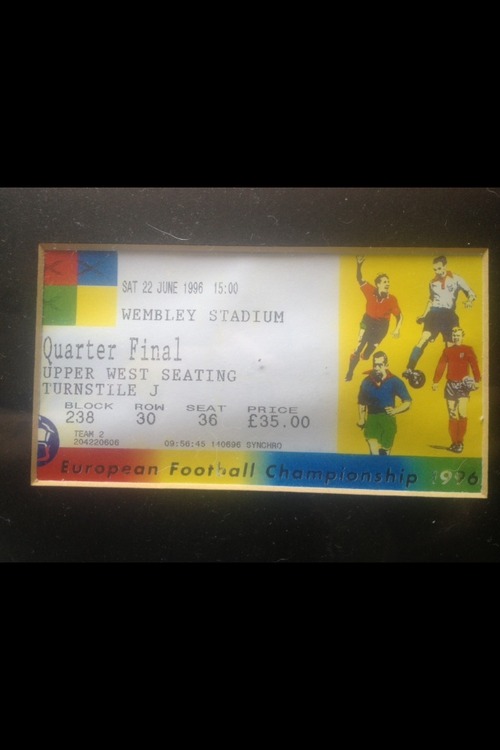 SAT 22 JUNE 1996 15:00
WEMBLEY STADIUM
Quarter Final
UPPER WEST SEATING
TURNSTILE J
BLOCK ROW SEAT PRICE
238 30 36 £35.00
TEAM 2
204220606 09:56:45 140696 SYNCHRO
European Football Championship 1996